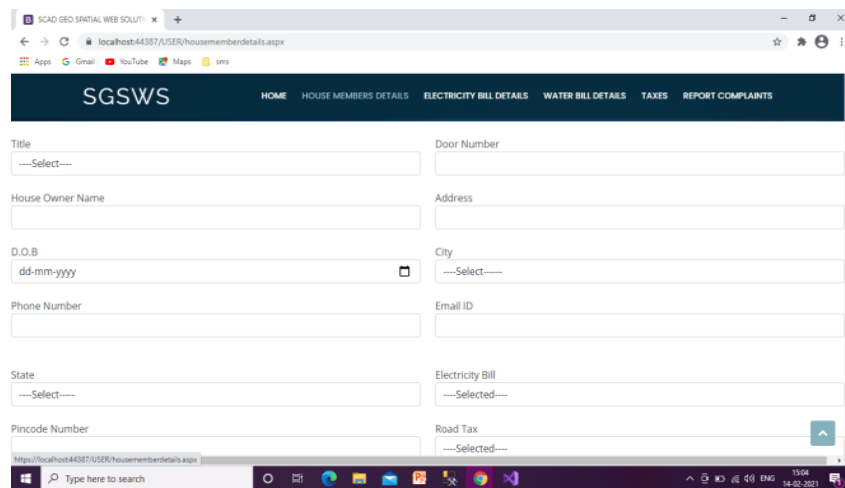 SCAD GEO SPATIAL WEB SOLUTI
localhost:44387/USER/housememberdetails.aspx
Apps Gmail YouTube Maps sms
SGSWS HOME HOUSE MEMBERS DETAILS ELECTRICITY BILL DETAILS WATER BILL DETAILS TAXES REPORT COMPLAINTS
Title Door Number
----Select----
House Owner Name Address
D.O.B City
dd-mm-yyyy ----Select------
Phone Number Email ID
State Electricity Bill
----Select----- ----Selected----
Pincode Number Road Tax
----Selected----
https://localhost:44387/USER/housememberdetails.aspx
Type here to search ENG 15:04
14-02-2021